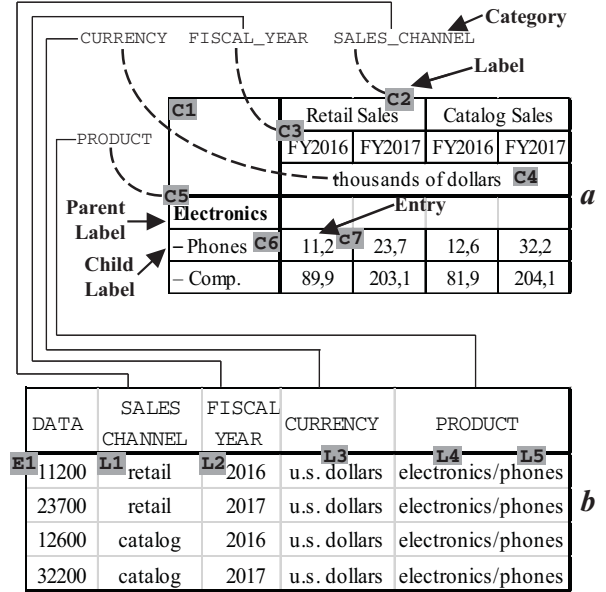 Category
CURRENCY FISCAL_YEAR SALES_CHANNEL
Label
C1 C2
Retail Sales Catalog Sales
C3
PRODUCT FY2016 FY2017 FY2016 FY2017
thousands of dollars C4
C5 a
Parent Label Electronics Entry
– Phones C6 11,2 C7 23,7 12,6 32,2
Child Label
– Comp. 89,9 203,1 81,9 204,1
DATA SALES CHANNEL FISCAL YEAR CURRENCY PRODUCT
E1 L1 L2 L3 L4 L5
11200 retail 2016 u.s. dollars electronics/phones
23700 retail 2017 u.s. dollars electronics/phones
b
12600 catalog 2016 u.s. dollars electronics/phones
32200 catalog 2017 u.s. dollars electronics/phones